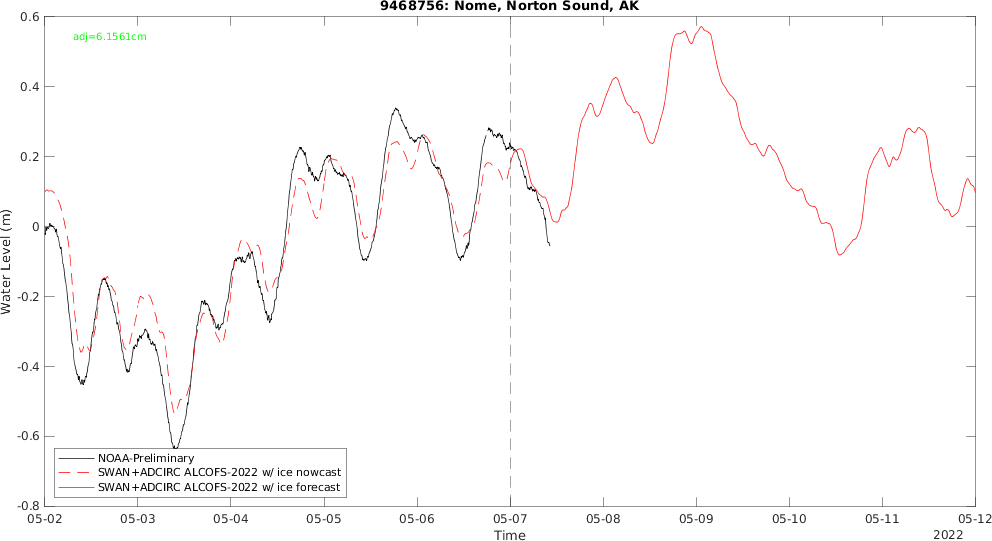 9468756: Nome, Norton Sound, AK
adj=6.1561cm
0.6
0.4
0.2
0
-0.2
-0.4
-0.6
-0.8
Water Level (m)
NOAA-Preliminary
SWAN+ADCIRC ALCOFS-2022 w/ ice nowcast
SWAN+ADCIRC ALCOFS-2022 w/ ice forecast
05-02 05-03 05-04 05-05 05-06 05-07 05-08 05-09 05-10 05-11 05-12
Time
2022